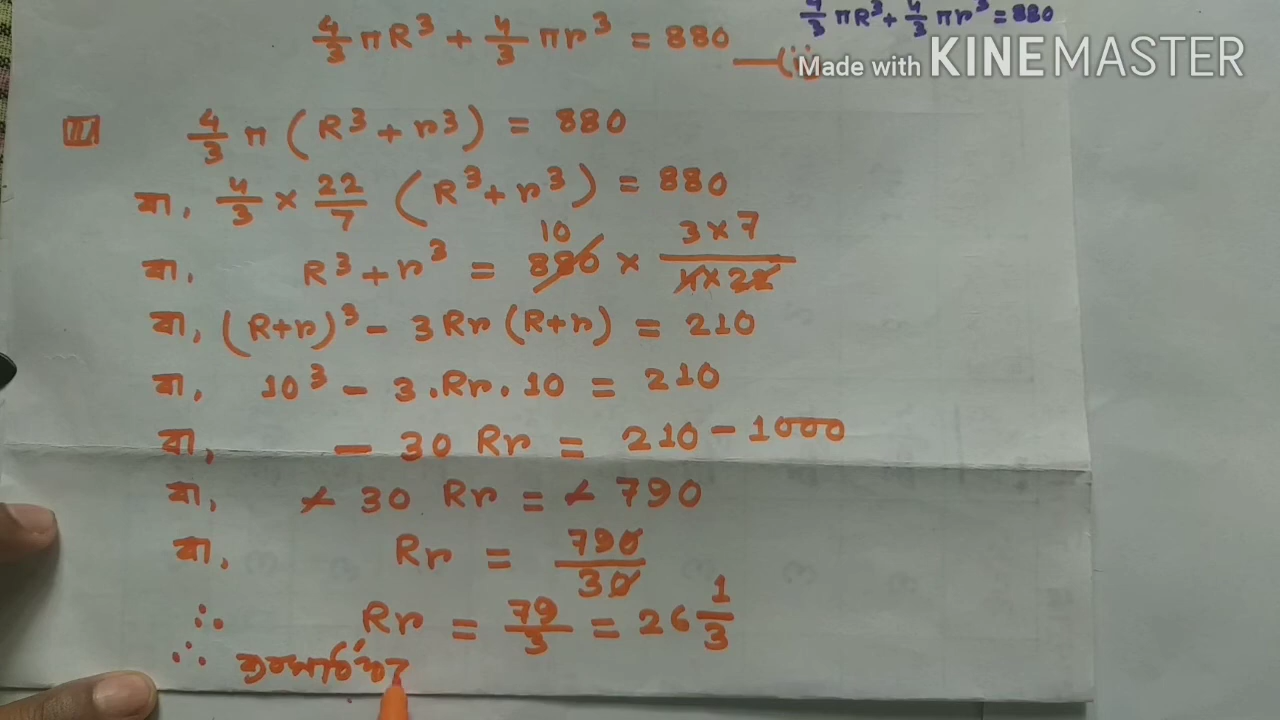 4/3 πR³ + 4/3 πr³ = 880
4/3 πR³ + 4/3 πr³ = 880 —(ii)
Made with KINEMASTER
III 4/3 π (R³ + r³) = 880
বা, 4/3 × 22/7 (R³ + r³) = 880
10
বা. R³ + r³ = 880 × 3×7/4×22
বা, (R+r)³ – 3Rr (R+r) = 210
বা, 10³ – 3.Rr.10 = 210
বা, – 30 Rr = 210 – 1000
বা, – 30 Rr = – 790
বা, Rr = 790/30
∴ Rr = 79/3 = 26 1/3